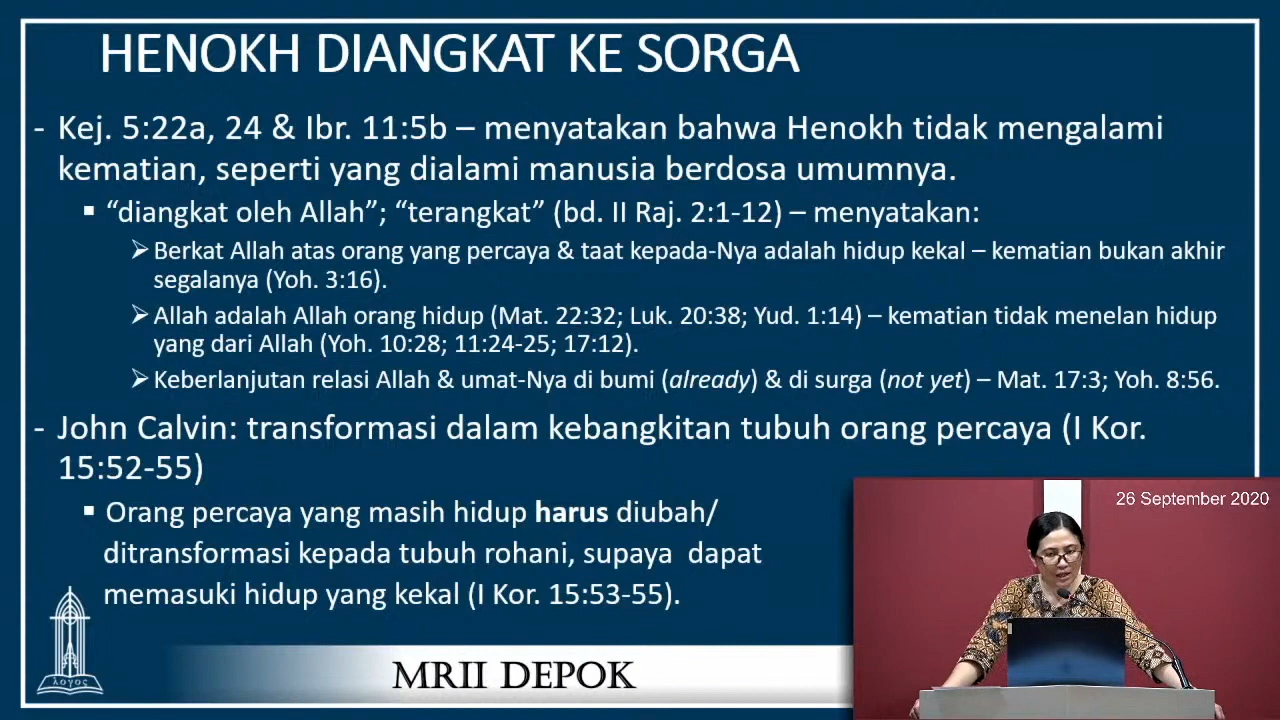 HENOKH DIANGKAT KE SORGA
- Kej. 5:22a, 24 & Ibr. 11:5b – menyatakan bahwa Henokh tidak mengalami
kematian, seperti yang dialami manusia berdosa umumnya.
▪ “diangkat oleh Allah”; “terangkat” (bd. II Raj. 2:1-12) – menyatakan:
➢ Berkat Allah atas orang yang percaya & taat kepada-Nya adalah hidup kekal – kematian bukan akhir
segalanya (Yoh. 3:16).
➢ Allah adalah Allah orang hidup (Mat. 22:32; Luk. 20:38; Yud. 1:14) – kematian tidak menelan hidup
yang dari Allah (Yoh. 10:28; 11:24-25; 17:12).
➢ Keberlanjutan relasi Allah & umat-Nya di bumi (already) & di surga (not yet) – Mat. 17:3; Yoh. 8:56.
- John Calvin: transformasi dalam kebangkitan tubuh orang percaya (I Kor.
15:52-55)
▪ Orang percaya yang masih hidup harus diubah/
ditransformasi kepada tubuh rohani, supaya dapat
memasuki hidup yang kekal (I Kor. 15:53-55).
26 September 2020
λογος
MRII DEPOK